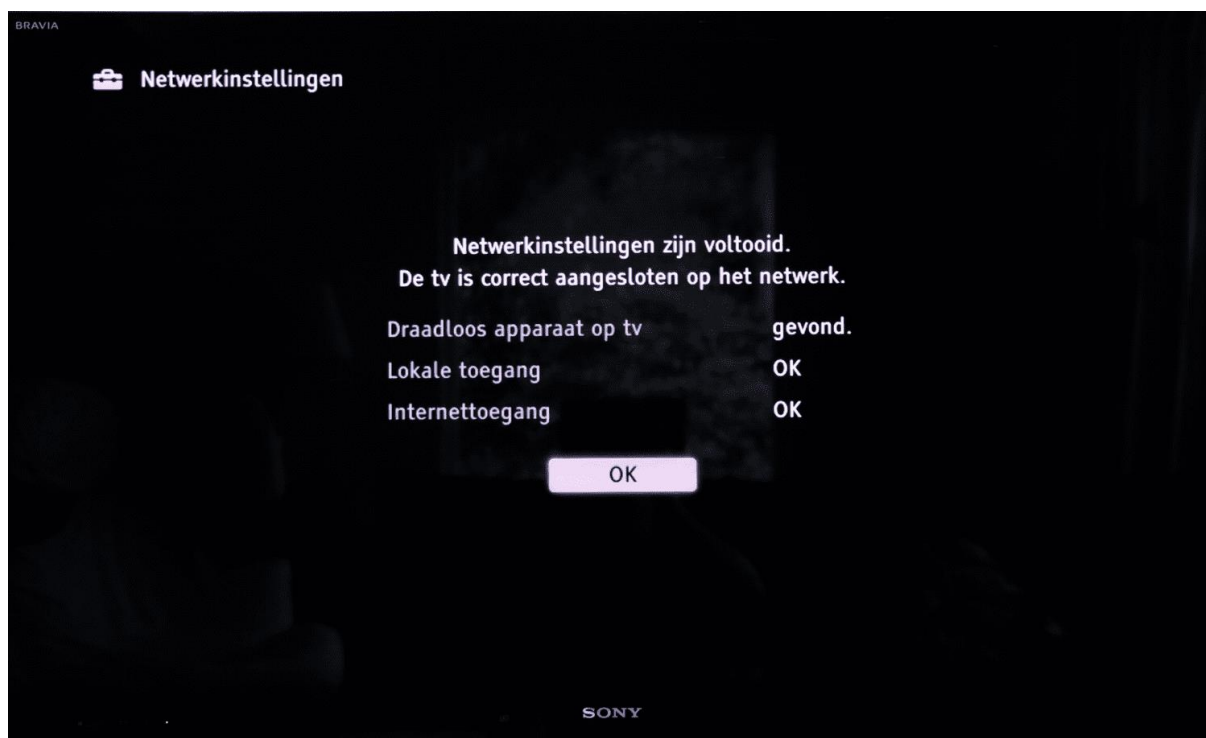 BRAVIA
Netwerkinstellingen
Netwerkinstellingen zijn voltooid.
De tv is correct aangesloten op het netwerk.
Draadloos apparaat op tv gevond.
Lokale toegang OK
Internettoegang OK
OK
SONY